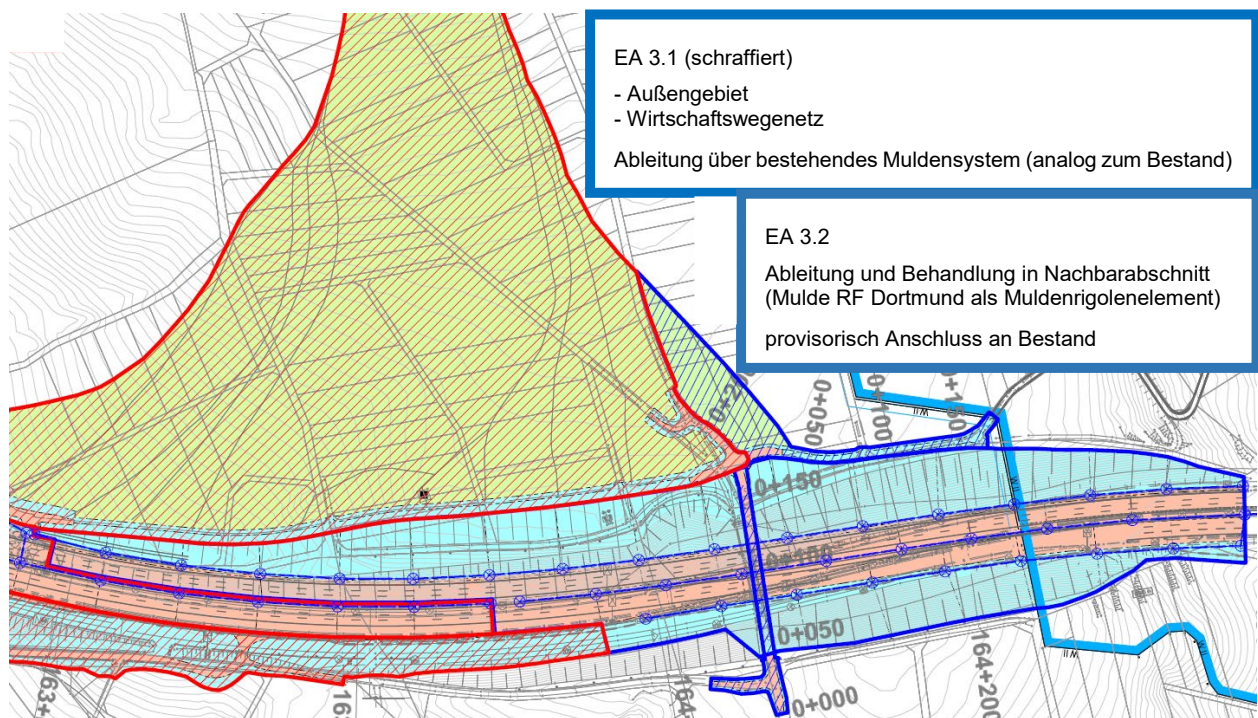 EA 3.1 (schraffiert)
- Außengebiet
- Wirtschaftswegenetz
Ableitung über bestehendes Muldensystem (analog zum Bestand)
EA 3.2
Ableitung und Behandlung in Nachbarabschnitt
(Mulde RF Dortmund als Muldenrigolenelement)
provisorisch Anschluss an Bestand
0+050
0+100
0+150
0+150
0+050
0+000
164+200